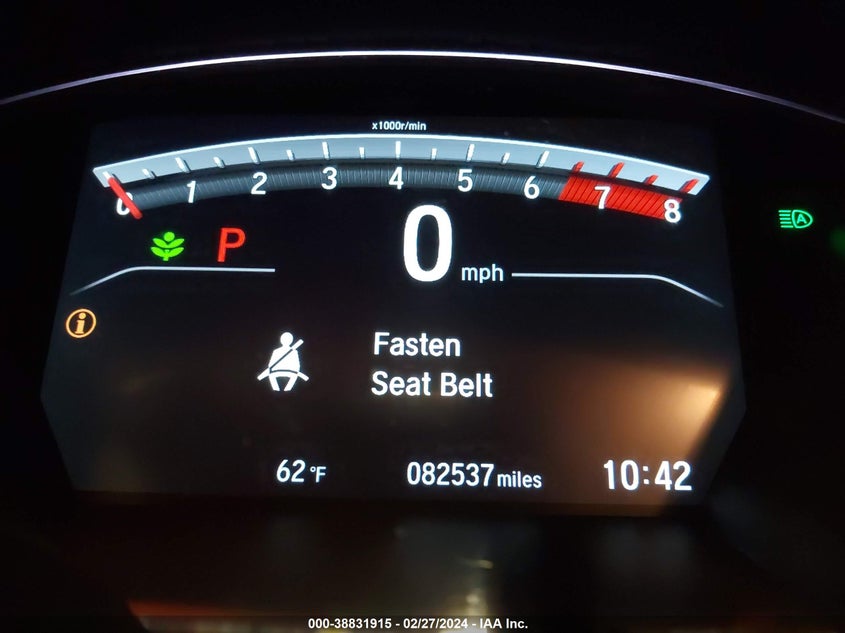 x1000r/min
0 1 2 3 4 5 6 7 8
P
0 mph
i
Fasten
Seat Belt
A
62 °F 082537 miles 10:42
000-38831915 - 02/27/2024 - IAA Inc.